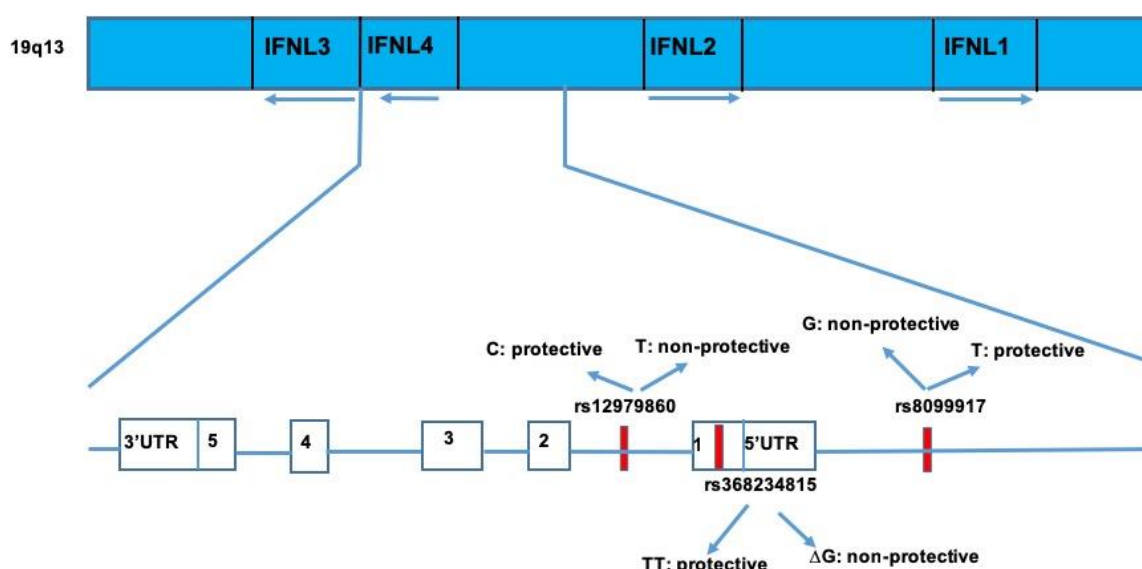 19q13
IFNL3
IFNL4
IFNL2
IFNL1
G: non-protective
C: protective
T: non-protective
T: protective
rs12979860
rs8099917
3’UTR
5
4
3
2
1
5’UTR
rs368234815
TT: protective
ΔG: non-protective